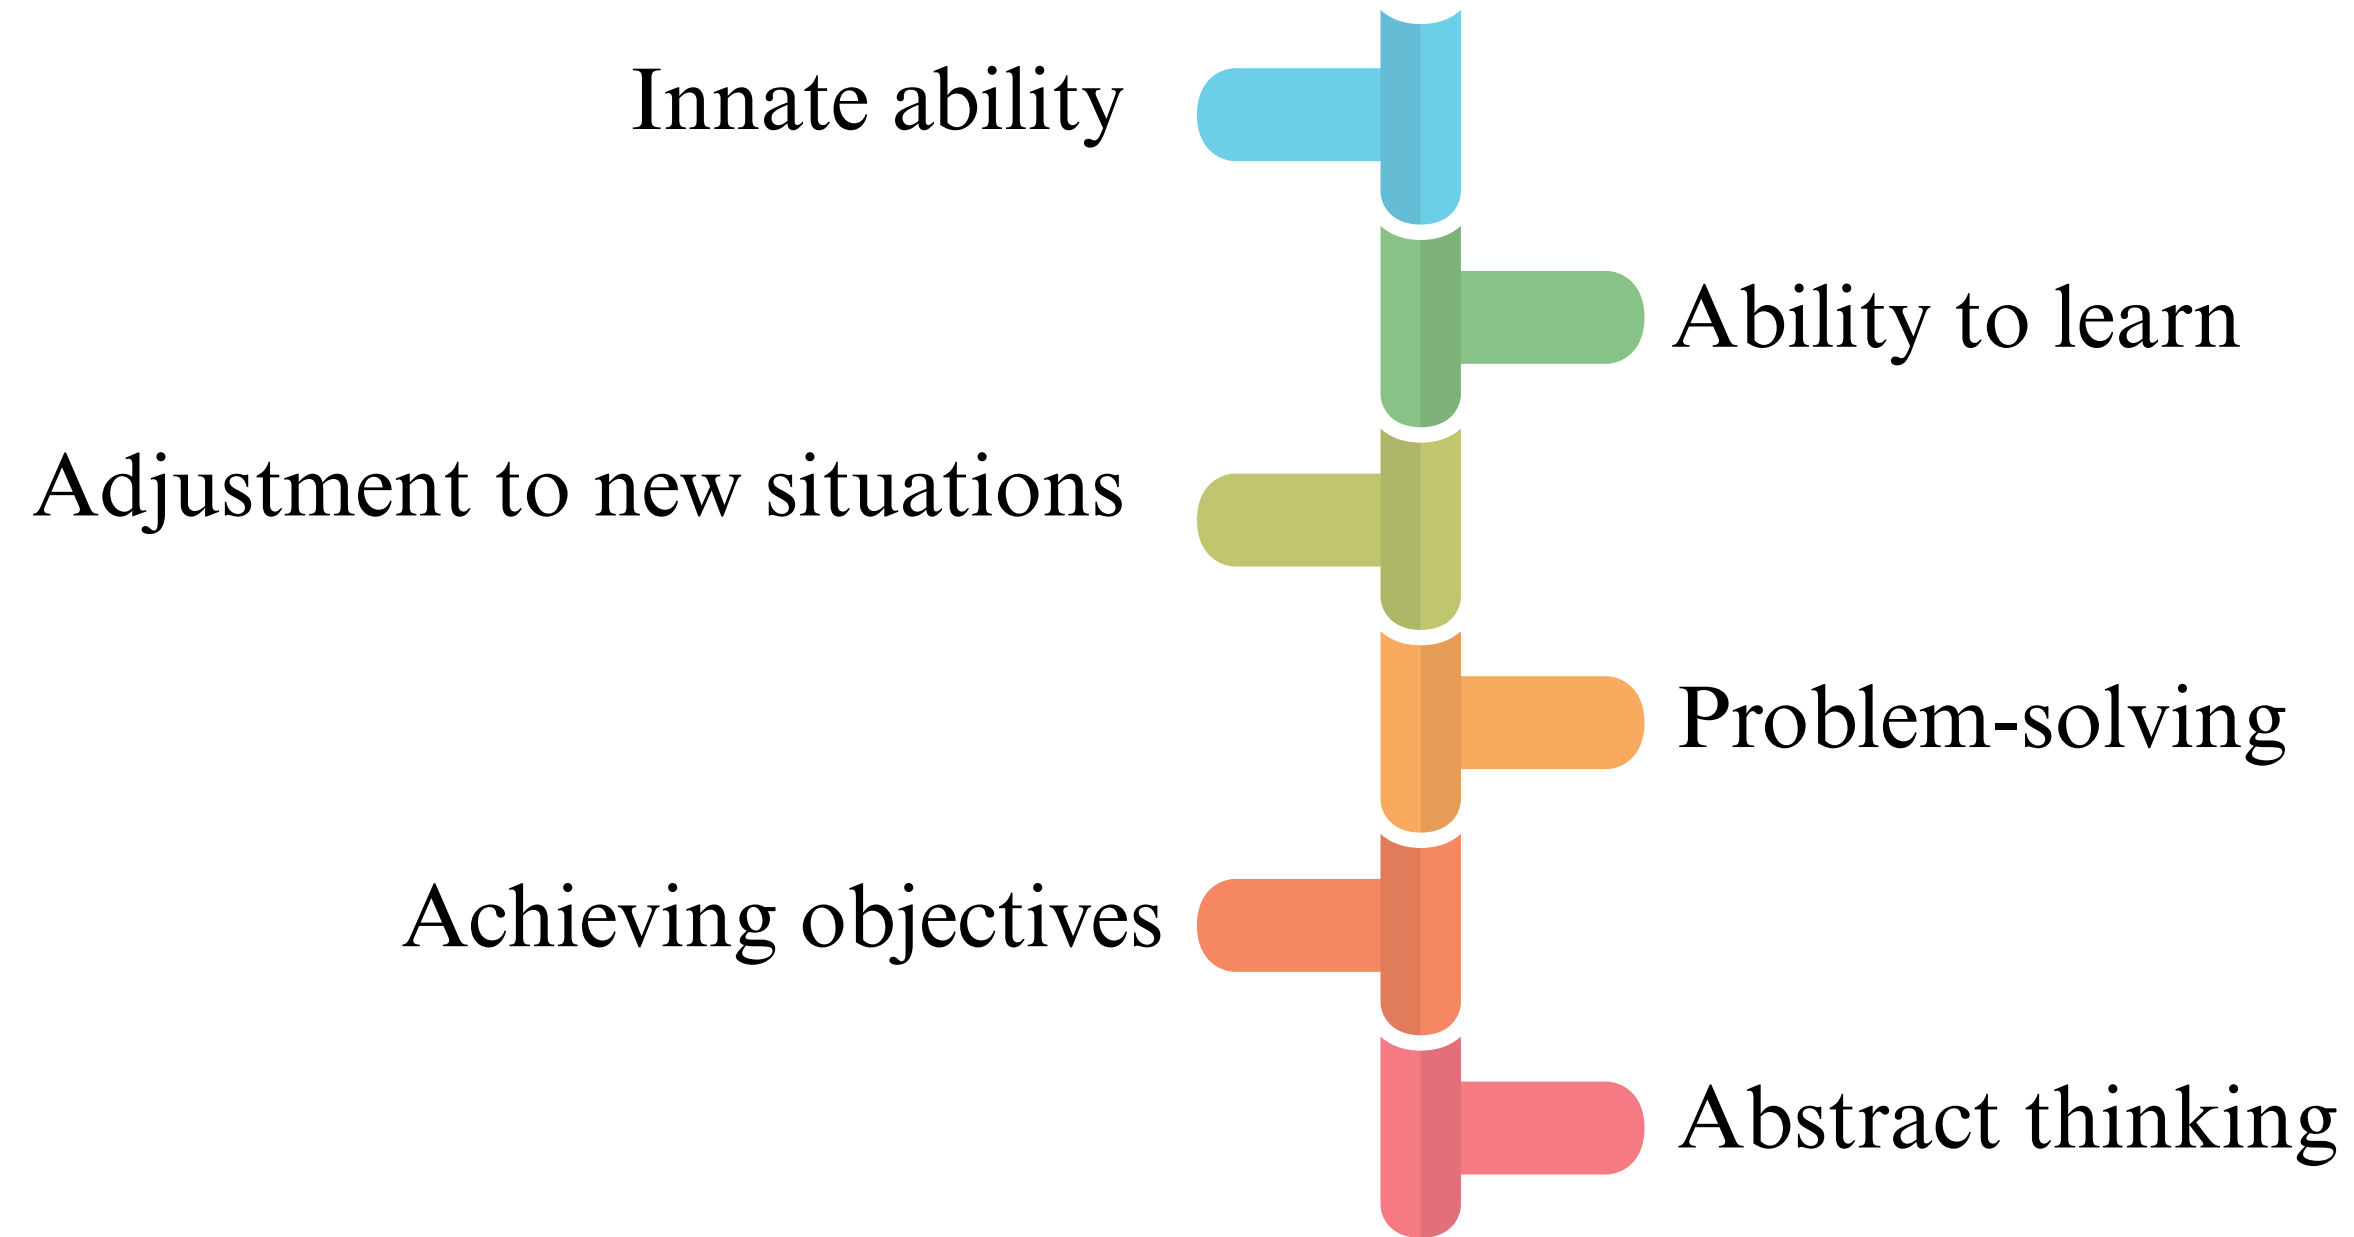 Innate ability
Ability to learn
Adjustment to new situations
Problem-solving
Achieving objectives
Abstract thinking